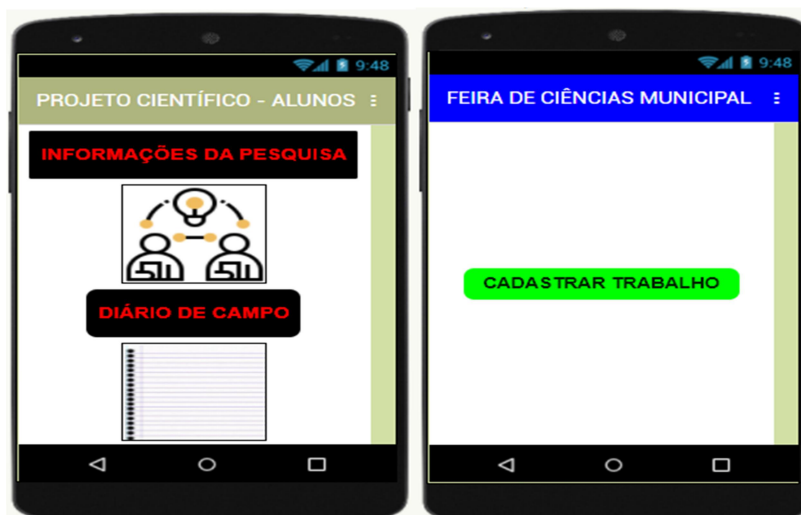 9:48
PROJETO CIENTÍFICO - ALUNOS
INFORMAÇÕES DA PESQUISA
DIÁRIO DE CAMPO
9:48
FEIRA DE CIÊNCIAS MUNICIPAL
CADASTRAR TRABALHO